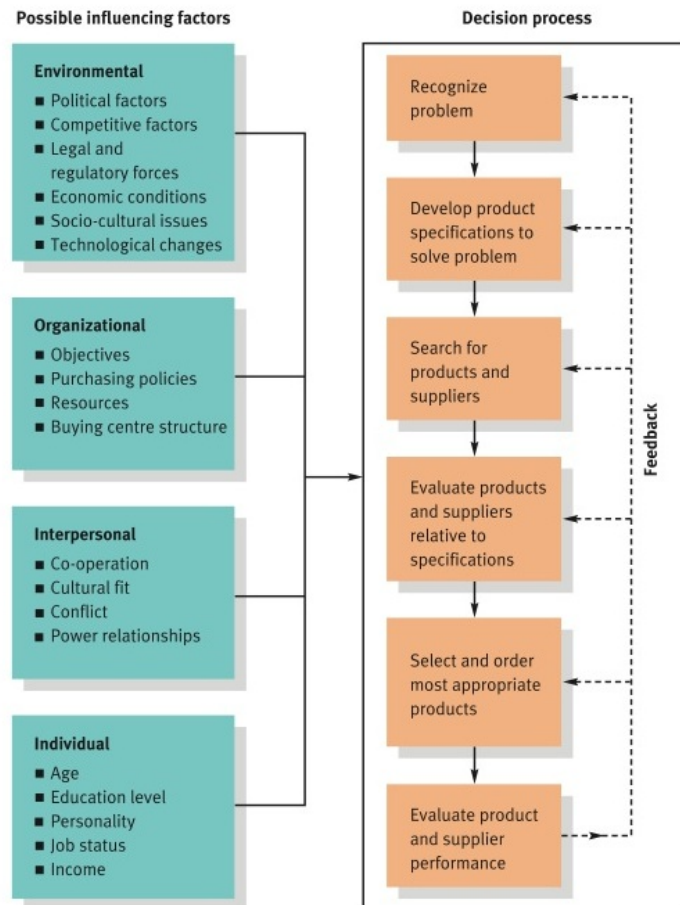 Possible influencing factors
Environmental
■ Political factors
■ Competitive factors
■ Legal and
regulatory forces
■ Economic conditions
■ Socio-cultural issues
■ Technological changes
Organizational
■ Objectives
■ Purchasing policies
■ Resources
■ Buying centre structure
Interpersonal
■ Co-operation
■ Cultural fit
■ Conflict
■ Power relationships
Individual
■ Age
■ Education level
■ Personality
■ Job status
■ Income
Decision process
Recognize
problem
Develop product
specifications to
solve problem
Search for
products and
suppliers
Evaluate products
and suppliers
relative to
specifications
Select and order
most appropriate
products
Evaluate product
and supplier
performance
Feedback